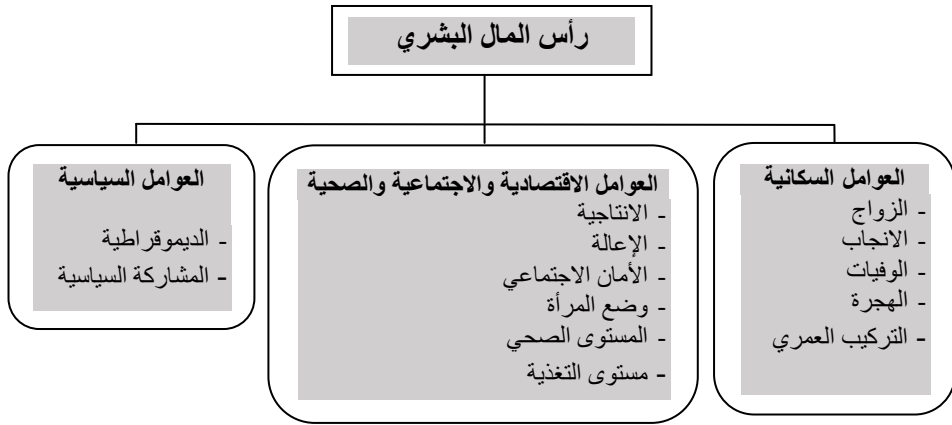 رأس المال البشري
العوامل السكانية
- الزواج
- الانجاب
- الوفيات
- الهجرة
- التركيب العمري
العوامل الاقتصادية والاجتماعية والصحية
- الانتاجية
- الإعالة
- الأمان الاجتماعي
- وضع المرأة
- المستوى الصحي
- مستوى التغذية
العوامل السياسية
- الديموقراطية
- المشاركة السياسية